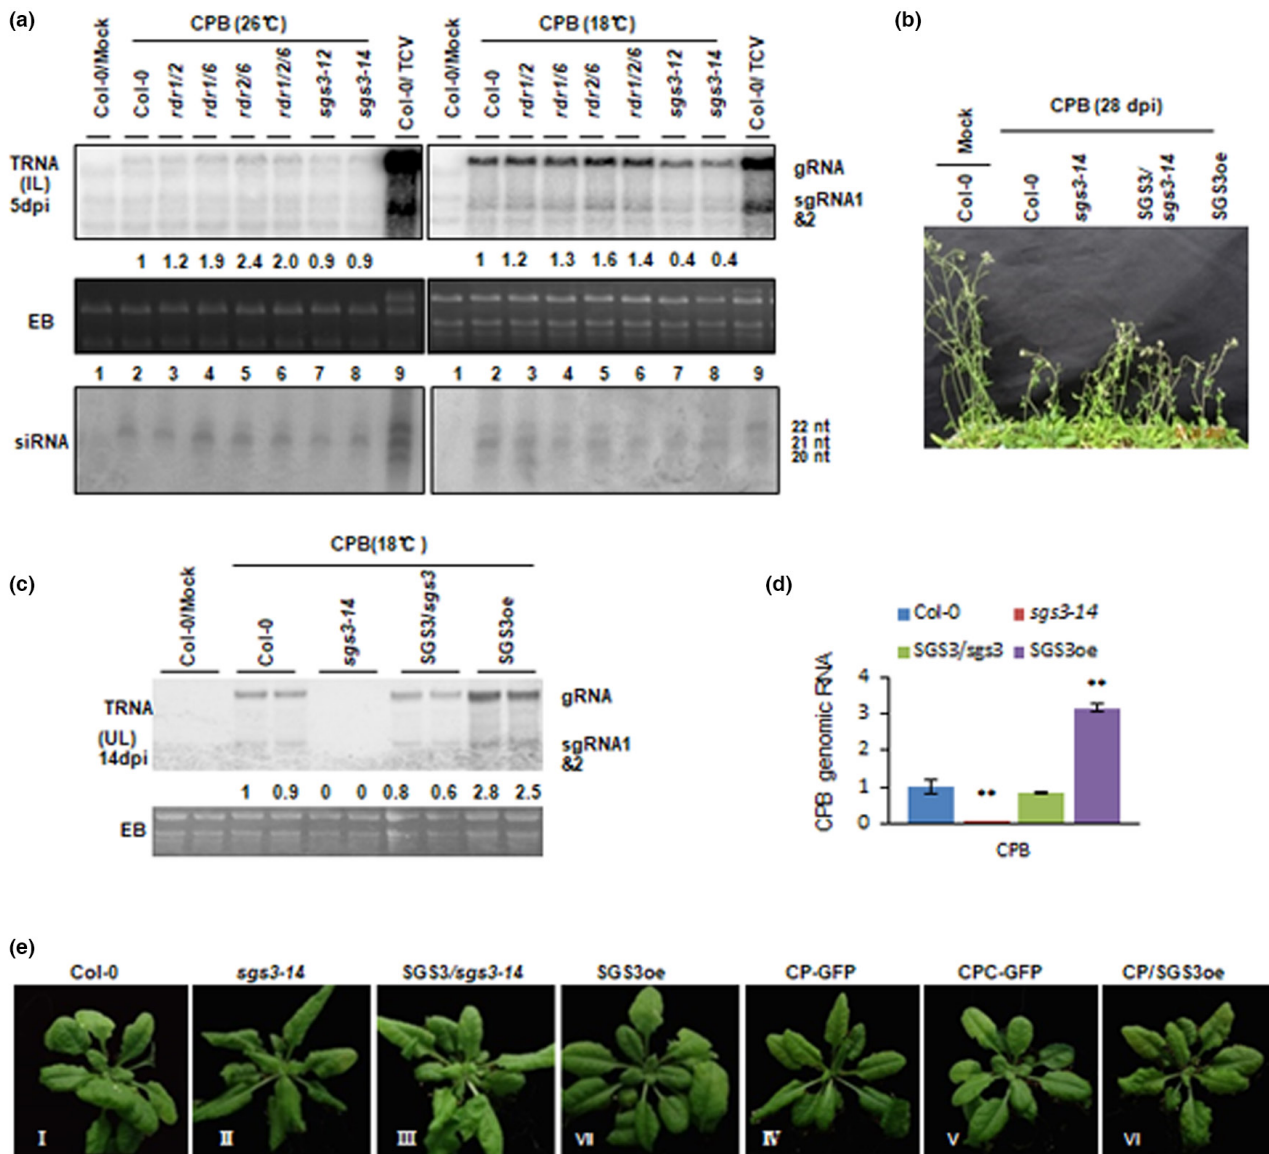 (a)
CPB (26℃)
CPB (18℃)
Col-0/Mock
Col-0
rdr1/2
rdr1/6
rdr2/6
rdr1/2/6
sgs3-12
sgs3-14
Col-0/TCV
Col-0/Mock
Col-0
rdr1/2
rdr1/6
rdr2/6
rdr1/2/6
sgs3-12
sgs3-14
Col-0/TCV
TRNA
(IL)
5dpi
gRNA
sgRNA1
&2
1 1.2 1.9 2.4 2.0 0.9 0.9
1 1.2 1.3 1.6 1.4 0.4 0.4
EB
1 2 3 4 5 6 7 8 9
1 2 3 4 5 6 7 8 9
siRNA
22 nt
21 nt
20 nt
(b)
CPB (28 dpi)
Mock
Col-0
Col-0
sgs3-14
SGS3/
sgs3-14
SGS3oe
(c)
CPB(18℃ )
Col-0/Mock
Col-0
sgs3-14
SGS3/sgs3
SGS3oe
TRNA
(UL)
14dpi
gRNA
sgRNA1
&2
1 0.9 0 0 0.8 0.6 2.8 2.5
EB
(d)
Col-0
sgs3-14
SGS3/sgs3
SGS3oe
CPB genomic RNA
4
3
2
1
0
**
**
CPB
(e)
Col-0
sgs3-14
SGS3/sgs3-14
SGS3oe
CP-GFP
CPC-GFP
CP/SGS3oe
I
II
III
VII
IV
V
VI